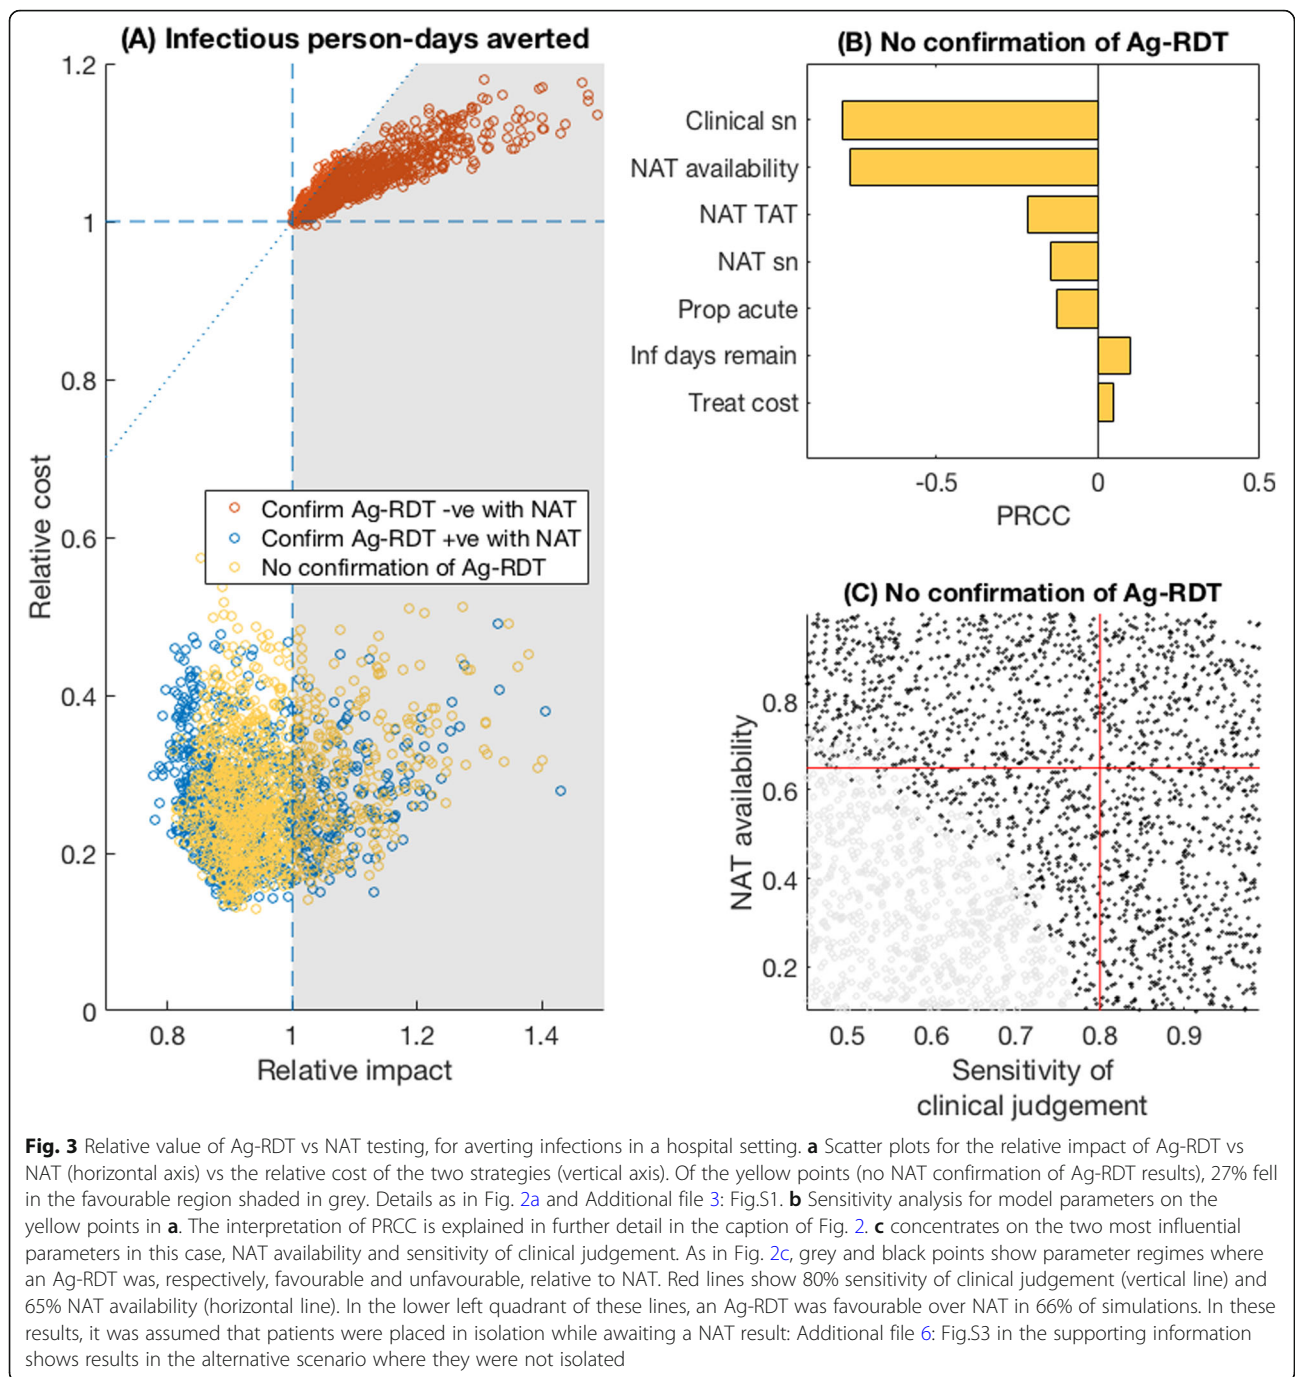 (A) Infectious person-days averted
1.2
1
0.8
0.6
0.4
0.2
0
Relative cost
Confirm Ag-RDT -ve with NAT
Confirm Ag-RDT +ve with NAT
No confirmation of Ag-RDT
0.8
1
1.2
1.4
Relative impact
(B) No confirmation of Ag-RDT
Clinical sn
NAT availability
NAT TAT
NAT sn
Prop acute
Inf days remain
Treat cost
-0.5
0
0.5
PRCC
(C) No confirmation of Ag-RDT
0.8
0.6
0.4
0.2
NAT availability
0.5
0.6
0.7
0.8
0.9
Sensitivity of
clinical judgement
Fig. 3 Relative value of Ag-RDT vs NAT testing, for averting infections in a hospital setting. a Scatter plots for the relative impact of Ag-RDT vs
NAT (horizontal axis) vs the relative cost of the two strategies (vertical axis). Of the yellow points (no NAT confirmation of Ag-RDT results), 27% fell
in the favourable region shaded in grey. Details as in Fig. 2a and Additional file 3: Fig.S1. b Sensitivity analysis for model parameters on the
yellow points in a. The interpretation of PRCC is explained in further detail in the caption of Fig. 2. c concentrates on the two most influential
parameters in this case, NAT availability and sensitivity of clinical judgement. As in Fig. 2c, grey and black points show parameter regimes where
an Ag-RDT was, respectively, favourable and unfavourable, relative to NAT. Red lines show 80% sensitivity of clinical judgement (vertical line) and
65% NAT availability (horizontal line). In the lower left quadrant of these lines, an Ag-RDT was favourable over NAT in 66% of simulations. In these
results, it was assumed that patients were placed in isolation while awaiting a NAT result: Additional file 6: Fig.S3 in the supporting information
shows results in the alternative scenario where they were not isolated